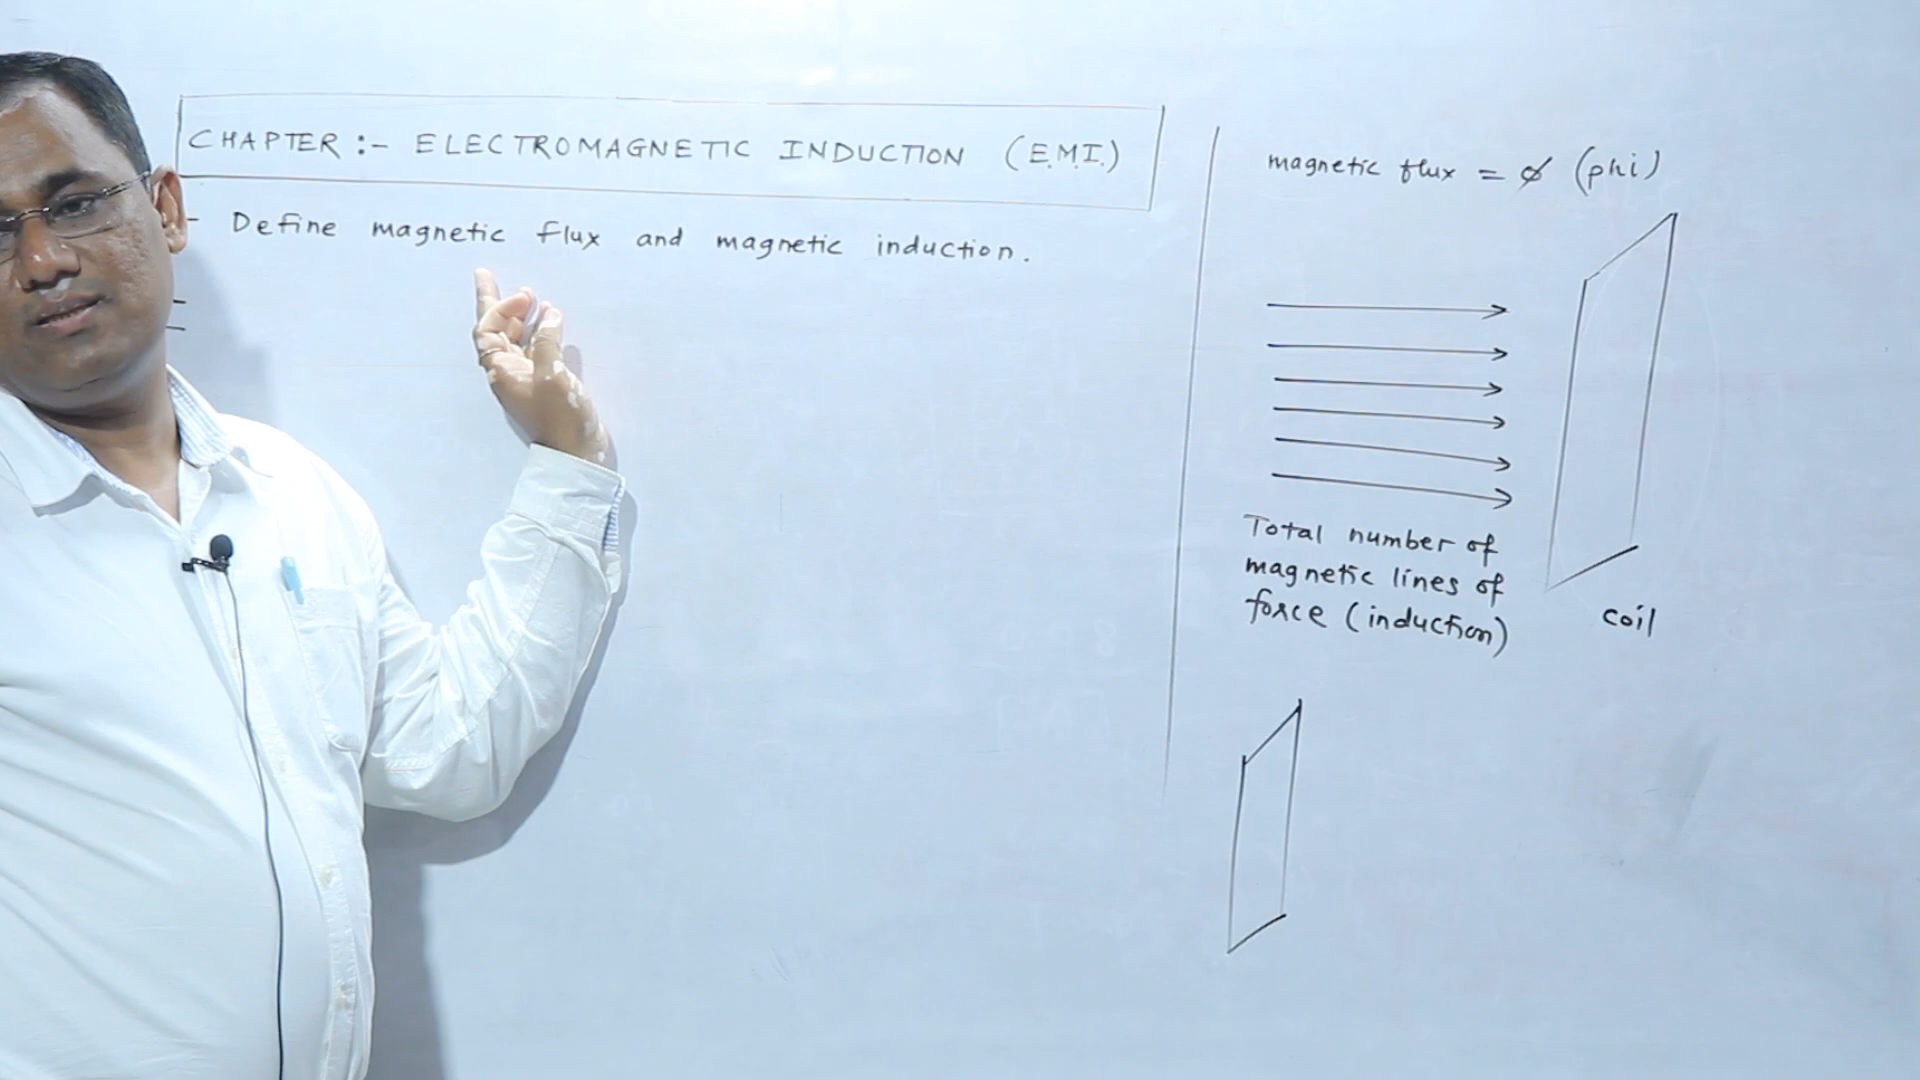 CHAPTER :- ELECTROMAGNETIC INDUCTION (E.M.I.)
- Define magnetic flux and magnetic induction.
magnetic flux = ϕ (phi)
Total number of
magnetic lines of
force (induction)
coil